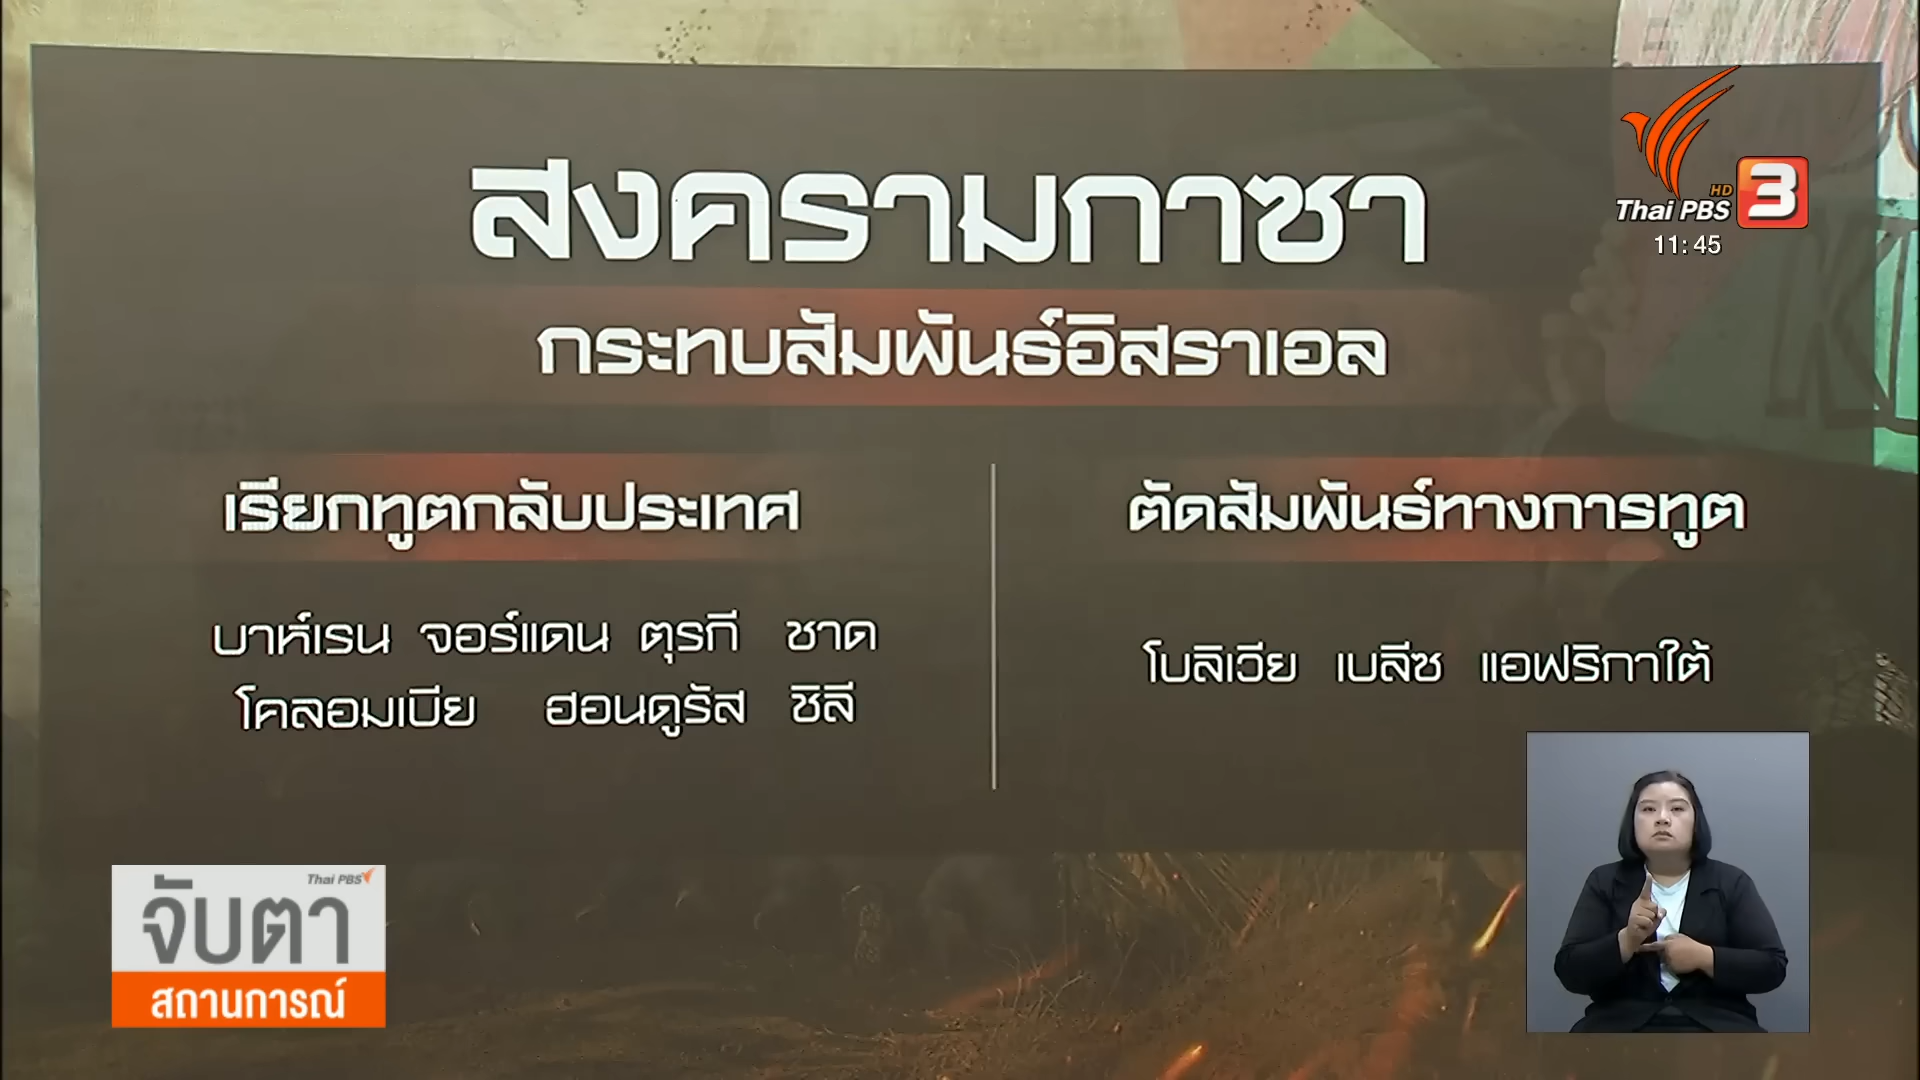 สงครามกาซา
กระทบสัมพันธ์อิสราเอล
เรียกทูตกลับประเทศ
บาห์เรน จอร์แดน ตุรกี ชาด
โคลอมเบีย ฮอนดูรัส ชิลี
ตัดสัมพันธ์ทางการทูต
โบลิเวีย เบลีซ แอฟริกาใต้
HD
Thai PBS 3
11:45
Thai PBS
จับตา
สถานการณ์